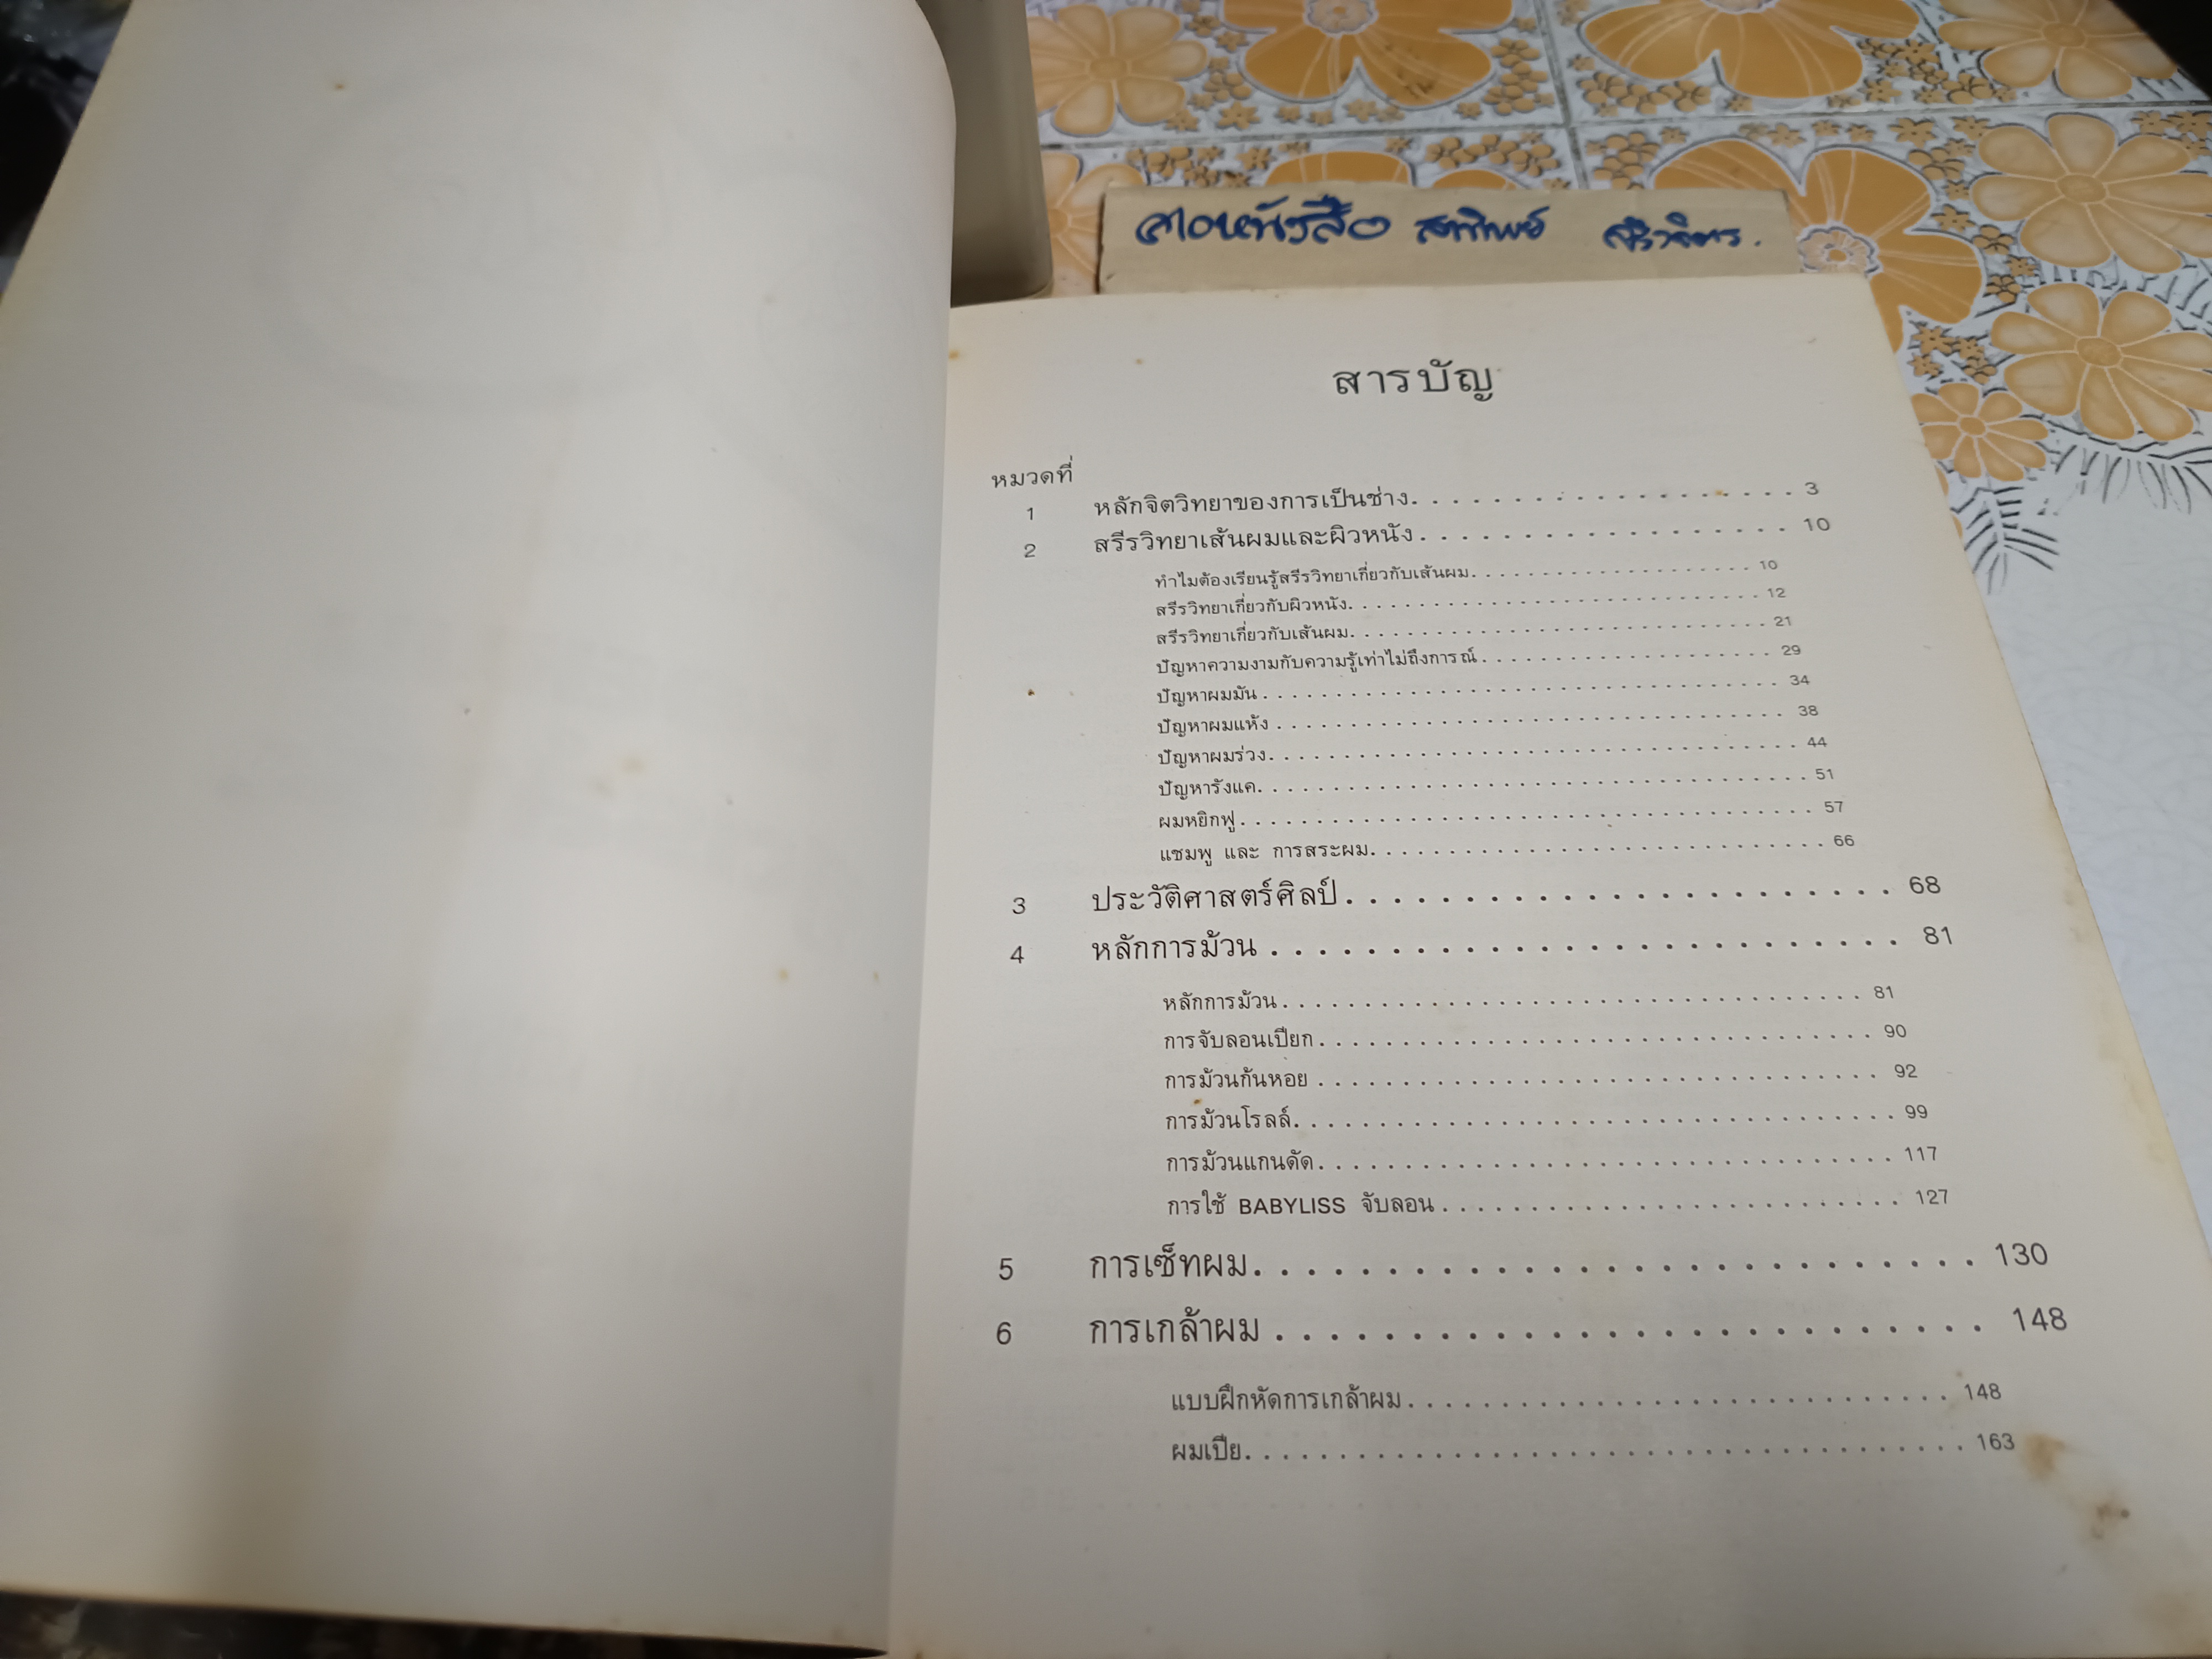 สารบัญ
หมวดที่
1 หลักจิตวิทยาของการเป็นช่าง. . . . . . . . . . . . . . . . . . 3
2 สรีรวิทยาเส้นผมและผิวหนัง. . . . . . . . . . . . . . . . . . 10
ทำไมต้องเรียนรู้สรีรวิทยาเกี่ยวกับเส้นผม. . . . . . . . . . . . . . . . . . . . 10
สรีรวิทยาเกี่ยวกับผิวหนัง. . . . . . . . . . . . . . . . . . . . . . . . . . . . 12
สรีรวิทยาเกี่ยวกับเส้นผม. . . . . . . . . . . . . . . . . . . . . . . . . . . . 21
ปัญหาความงามกับความรู้เท่าไม่ถึงการณ์ . . . . . . . . . . . . . . . . . . . . 29
ปัญหาผมมัน . . . . . . . . . . . . . . . . . . . . . . . . . . . . . . . . . . 34
ปัญหาผมแห้ง . . . . . . . . . . . . . . . . . . . . . . . . . . . . . . . . . 38
ปัญหาผมร่วง. . . . . . . . . . . . . . . . . . . . . . . . . . . . . . . . . . 44
ปัญหารังแค. . . . . . . . . . . . . . . . . . . . . . . . . . . . . . . . . . . 51
ผมหยิกฟู . . . . . . . . . . . . . . . . . . . . . . . . . . . . . . . . . . . . 57
แชมพู และ การสระผม. . . . . . . . . . . . . . . . . . . . . . . . . . . . . 66
3 ประวัติศาสตร์ศิลป์. . . . . . . . . . . . . . . . . . . . . . . 68
4 หลักการม้วน . . . . . . . . . . . . . . . . . . . . . . . . . . 81
หลักการม้วน . . . . . . . . . . . . . . . . . . . . . . . . . . . . . . . . . 81
การจับลอนเปียก . . . . . . . . . . . . . . . . . . . . . . . . . . . . . . . 90
การม้วนก้นหอย . . . . . . . . . . . . . . . . . . . . . . . . . . . . . . . 92
การม้วนโรลล์. . . . . . . . . . . . . . . . . . . . . . . . . . . . . . . . . 99
การม้วนแกนดัด. . . . . . . . . . . . . . . . . . . . . . . . . . . . . . . . 117
การใช้ BABYLISS จับลอน . . . . . . . . . . . . . . . . . . . . . . . . . . 127
5 การเซ็ทผม. . . . . . . . . . . . . . . . . . . . . . . . . . . 130
6 การเกล้าผม . . . . . . . . . . . . . . . . . . . . . . . . . . 148
แบบฝึกหัดการเกล้าผม . . . . . . . . . . . . . . . . . . . . . . . . . . . . 148
ผมเปีย. . . . . . . . . . . . . . . . . . . . . . . . . . . . . . . . . . . . . 163